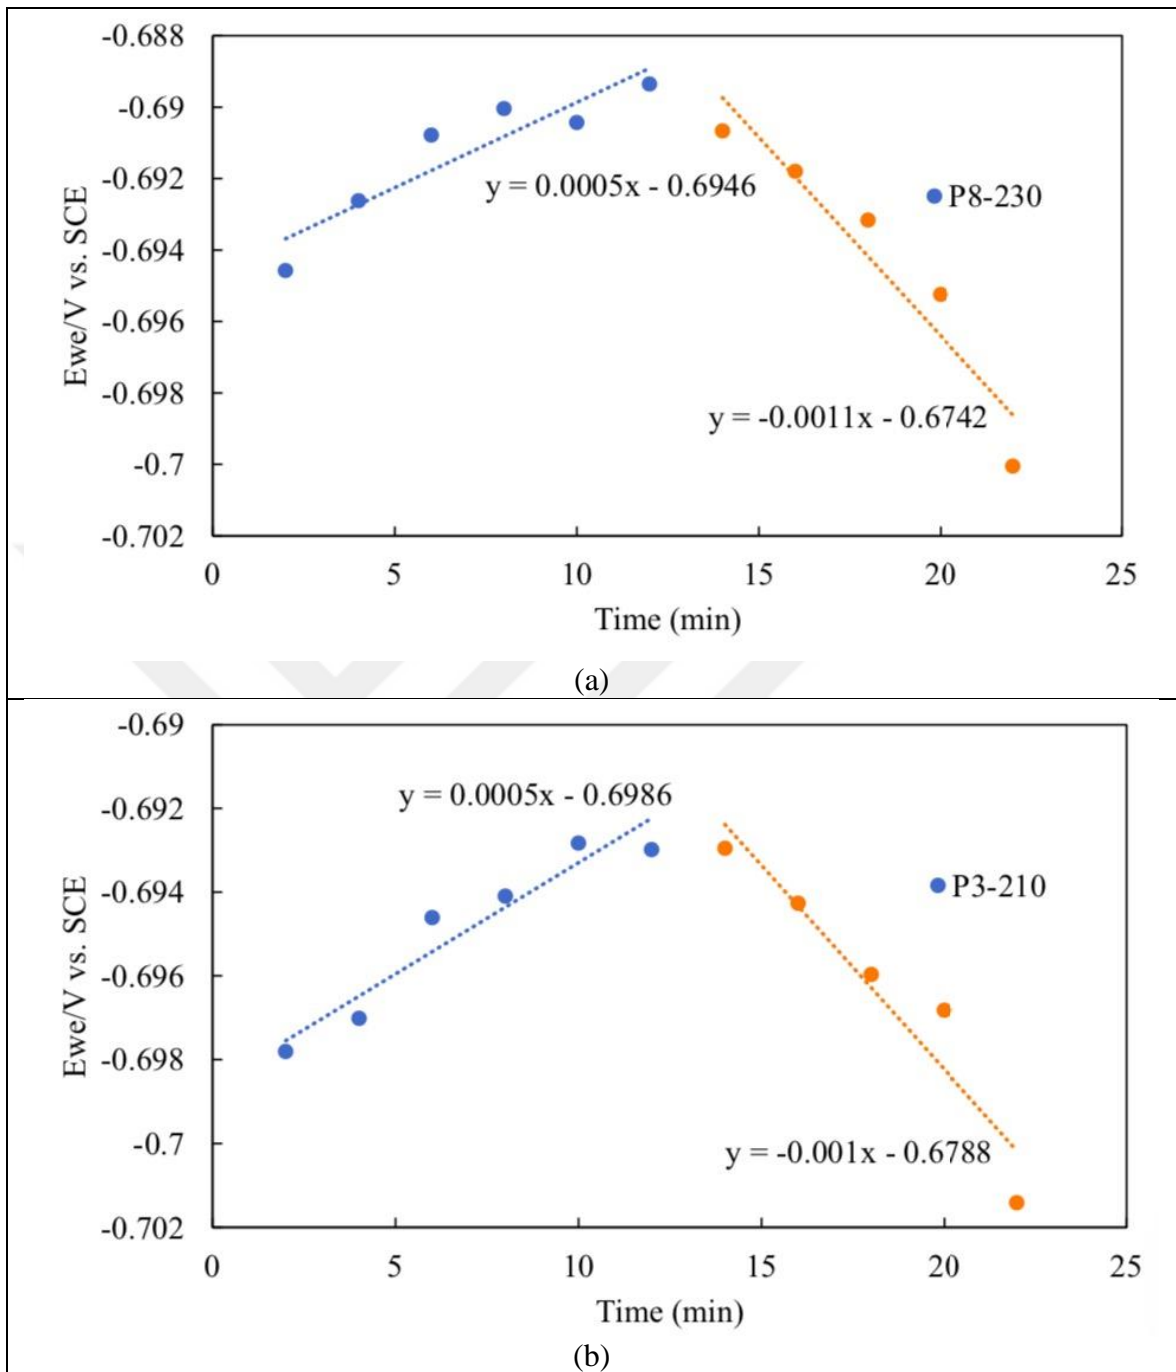 -0.688
-0.69
-0.692
-0.694
-0.696
-0.698
-0.7
-0.702
Ewe/V vs. SCE
y = 0.0005x - 0.6946
P8-230
y = -0.0011x - 0.6742
0 5 10 15 20 25
Time (min)
(a)
-0.69
-0.692
-0.694
-0.696
-0.698
-0.7
-0.702
Ewe/V vs. SCE
y = 0.0005x - 0.6986
P3-210
y = -0.001x - 0.6788
0 5 10 15 20 25
Time (min)
(b)